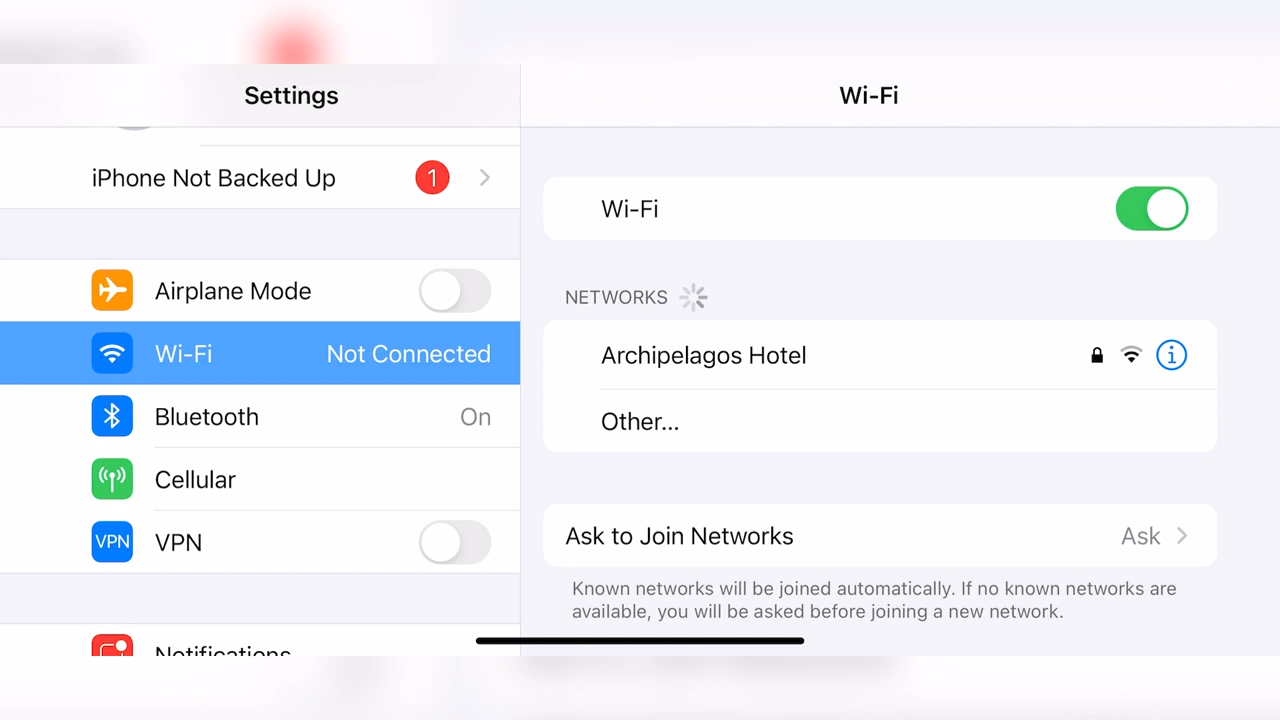 Settings
iPhone Not Backed Up 1
Airplane Mode
Wi-Fi Not Connected
Bluetooth On
Cellular
VPN VPN
Notifications
Wi-Fi
Wi-Fi
NETWORKS
Archipelagos Hotel
Other...
Ask to Join Networks Ask
Known networks will be joined automatically. If no known networks are
available, you will be asked before joining a new network.